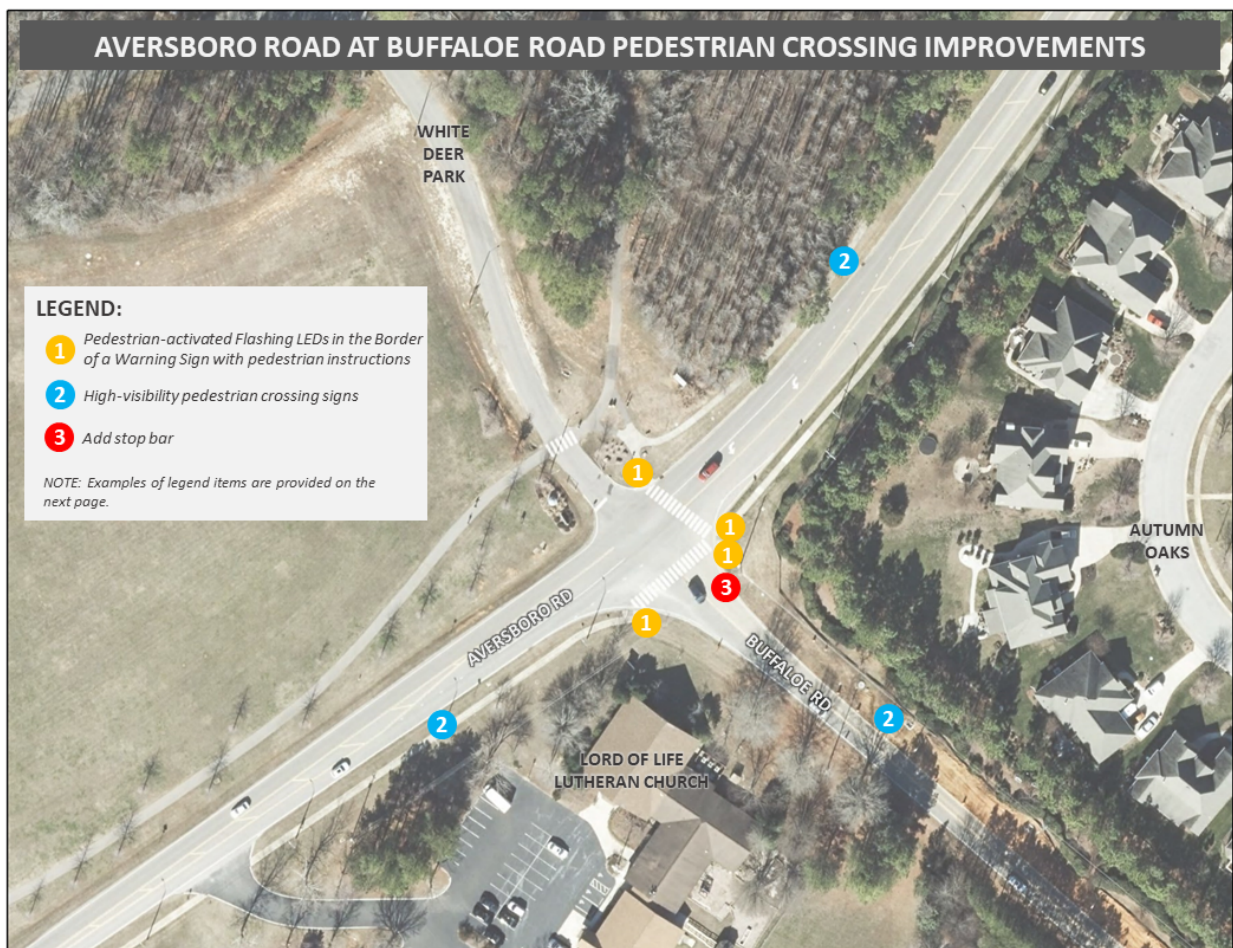 AVERSBORO ROAD AT BUFFALOE ROAD PEDESTRIAN CROSSING IMPROVEMENTS
WHITE
DEER
PARK
2
LEGEND:
1 Pedestrian-activated Flashing LEDs in the Border
of a Warning Sign with pedestrian instructions
2 High-visibility pedestrian crossing signs
3 Add stop bar
NOTE: Examples of legend items are provided on the
next page.
1
1
1
3
1
AUTUMN
OAKS
AVERSBORO RD
BUFFALOE RD
2
2
LORD OF LIFE
LUTHERAN CHURCH